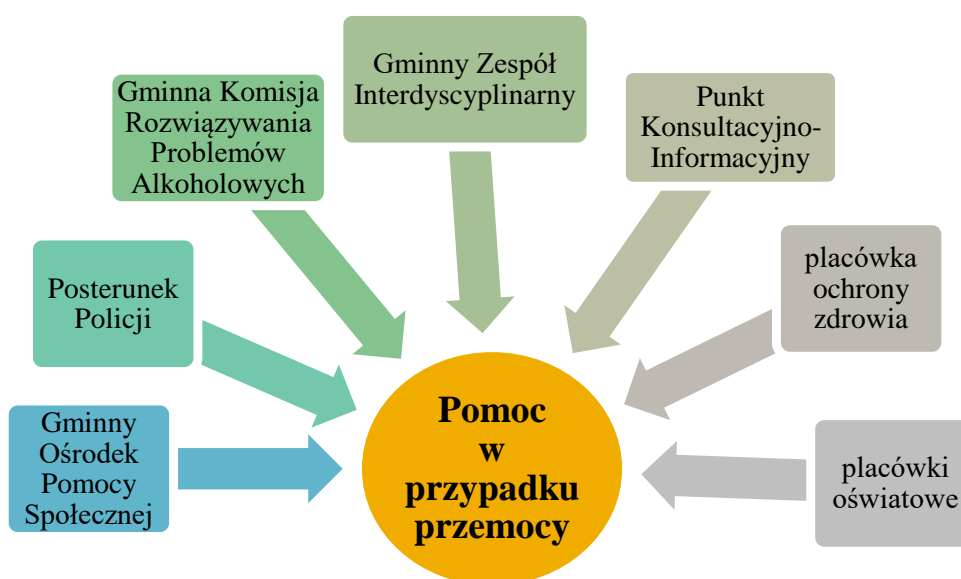 Gminny Ośrodek
Pomocy
Społecznej
Posterunek
Policji
Gminna Komisja
Rozwiązywania
Problemów
Alkoholowych
Gminny Zespół
Interdyscyplinarny
Punkt
Konsultacyjno-
Informacyjny
placówka
ochrony
zdrowia
placówki
oświatowe
Pomoc
w
przypadku
przemocy